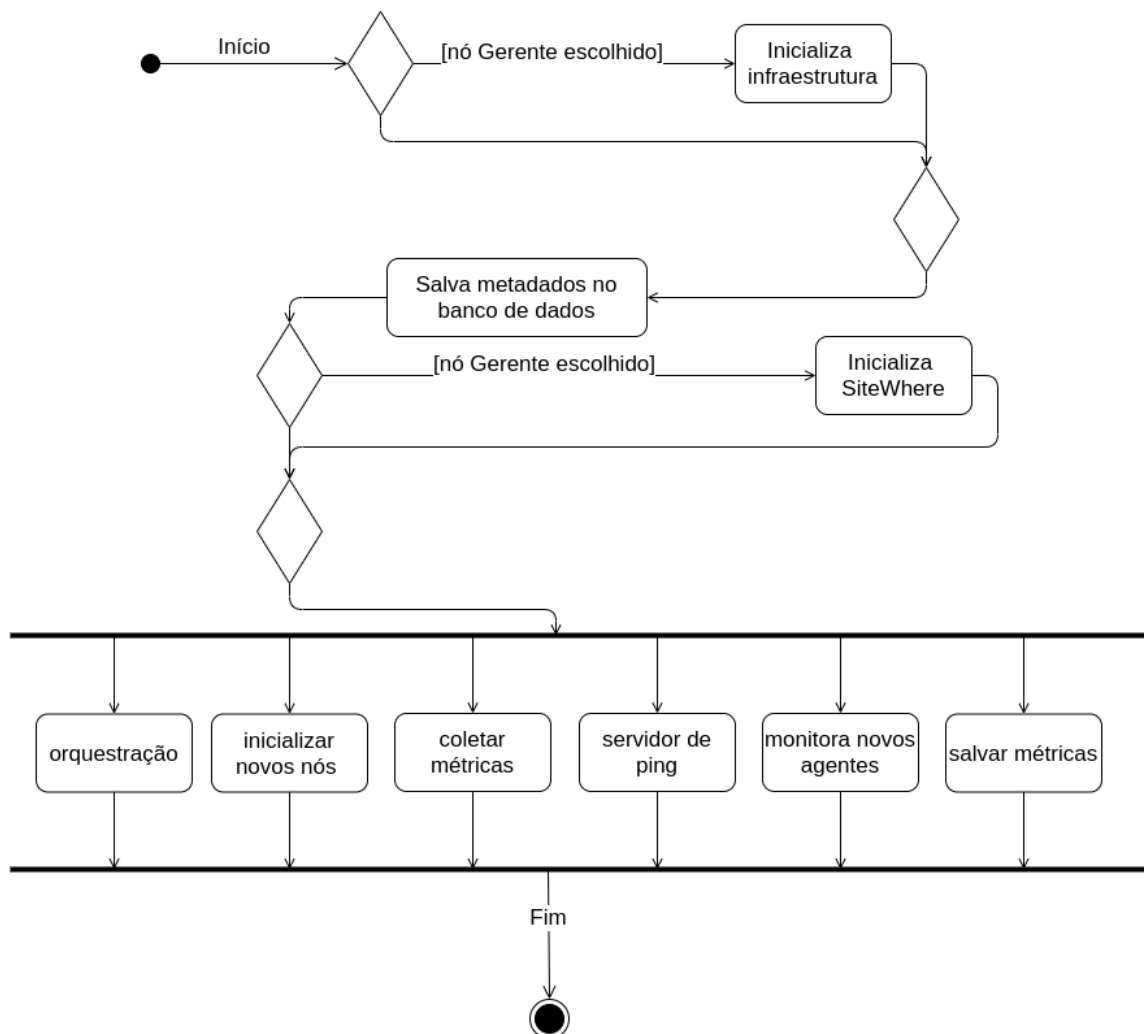 Início
[nó Gerente escolhido]
Inicializa
infraestrutura
Salva metadados no
banco de dados
[nó Gerente escolhido]
Inicializa
SiteWhere
orquestração
inicializar
novos nós
coletar
métricas
servidor de
ping
monitora novos
agentes
salvar métricas
Fim